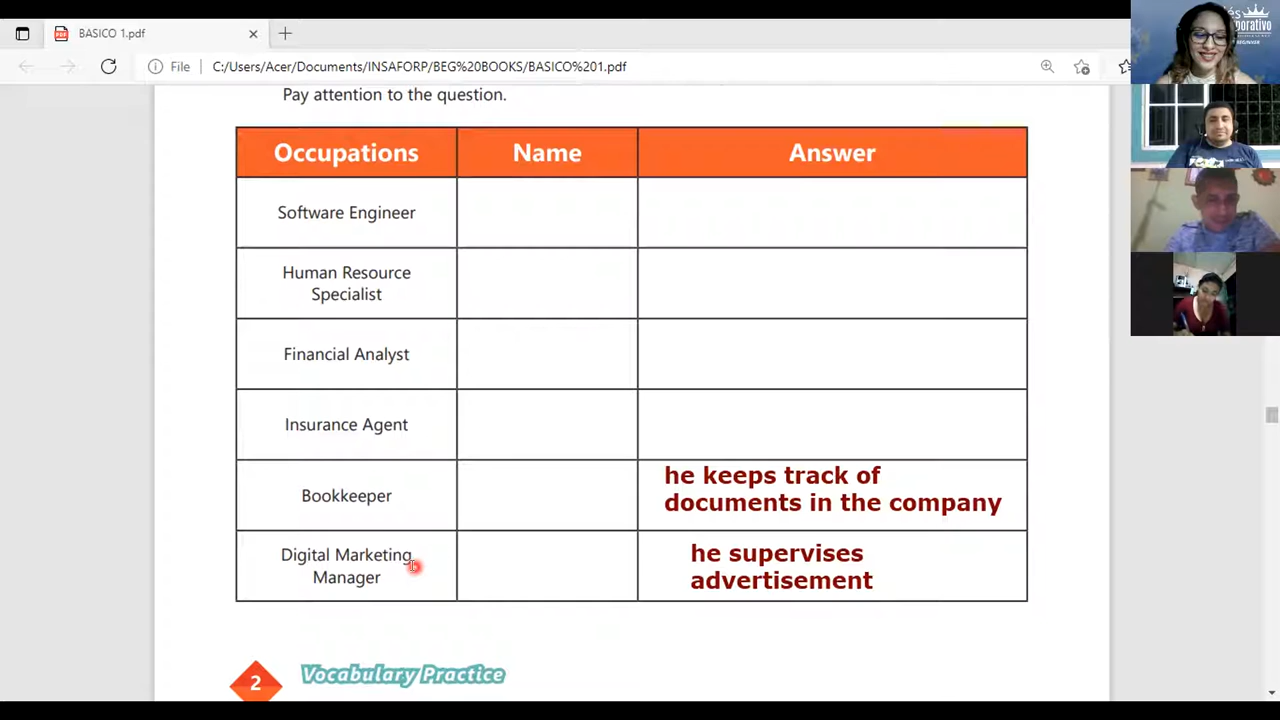 BASICO 1.pdf
File C:/Users/Acer/Documents/INSAFORP/BEG%20BOOKS/BASICO%201.pdf
Pay attention to the question.
Occupations Name Answer
Software Engineer
Human Resource
Specialist
Financial Analyst
Insurance Agent
Bookkeeper
he keeps track of
documents in the company
Digital Marketing
Manager
he supervises
advertisement
2 Vocabulary Practice